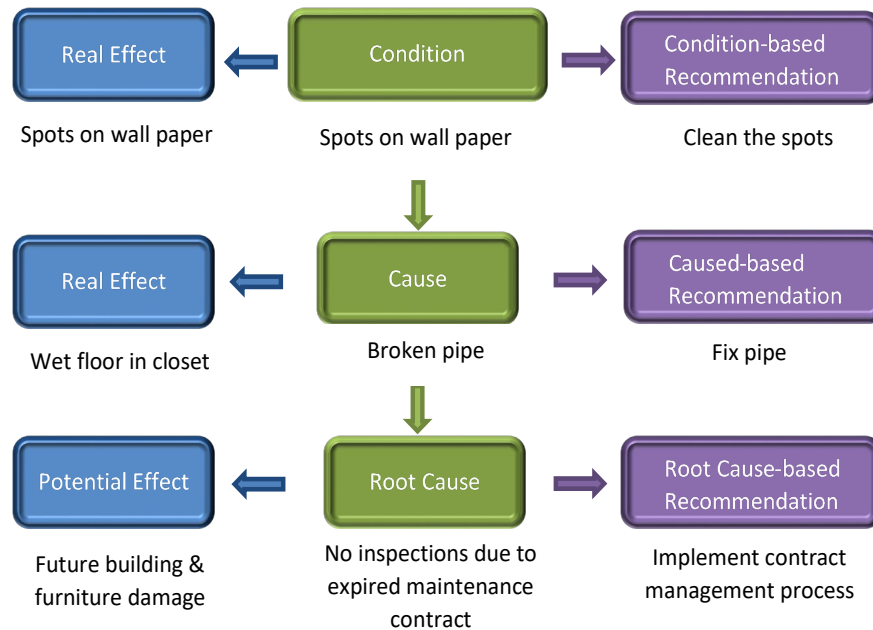 Real Effect
Condition
Condition-based
Recommendation
Spots on wall paper
Spots on wall paper
Clean the spots
Real Effect
Cause
Caused-based
Recommendation
Wet floor in closet
Broken pipe
Fix pipe
Potential Effect
Root Cause
Root Cause-based
Recommendation
Future building &
furniture damage
No inspections due to
expired maintenance
contract
Implement contract
management process